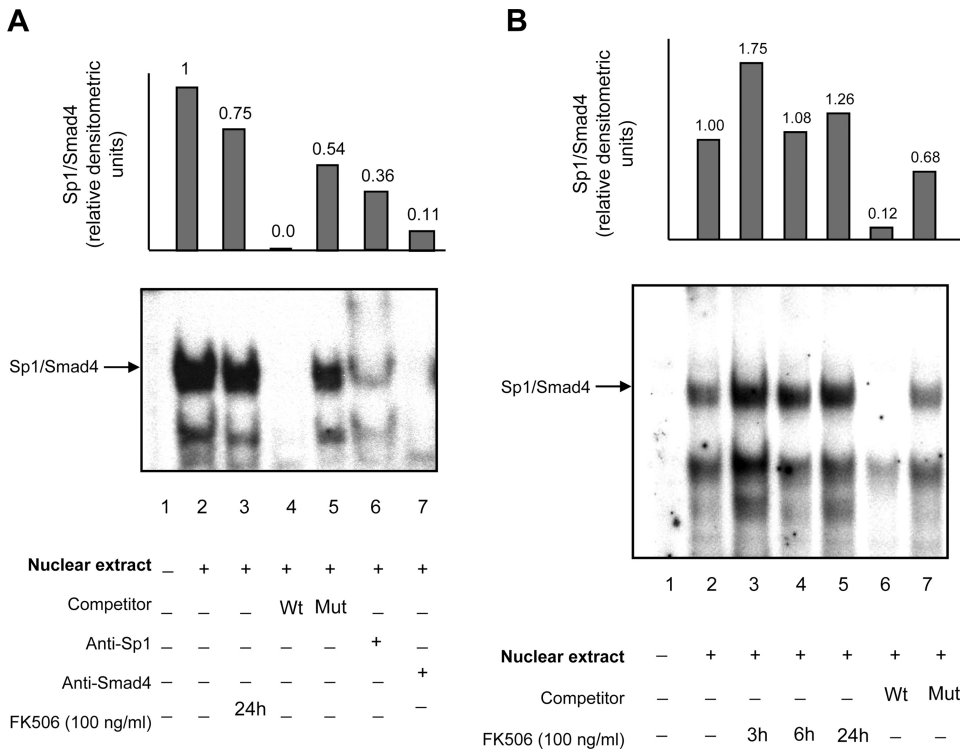 A
Sp1/Smad4
(relative densitometric
units)
1
0.75
0.0
0.54
0.36
0.11
Sp1/Smad4
1 2 3 4 5 6 7
Nuclear extract – + + + + + +
Competitor – – – Wt Mut – –
Anti-Sp1 – – – – – + –
Anti-Smad4 – – – – – – +
FK506 (100 ng/ml) – – 24h – – – –
B
Sp1/Smad4
(relative densitometric
units)
1.00
1.75
1.08
1.26
0.12
0.68
Sp1/Smad4
1 2 3 4 5 6 7
Nuclear extract – + + + + + +
Competitor – – – – – Wt Mut
FK506 (100 ng/ml) – – 3h 6h 24h – –